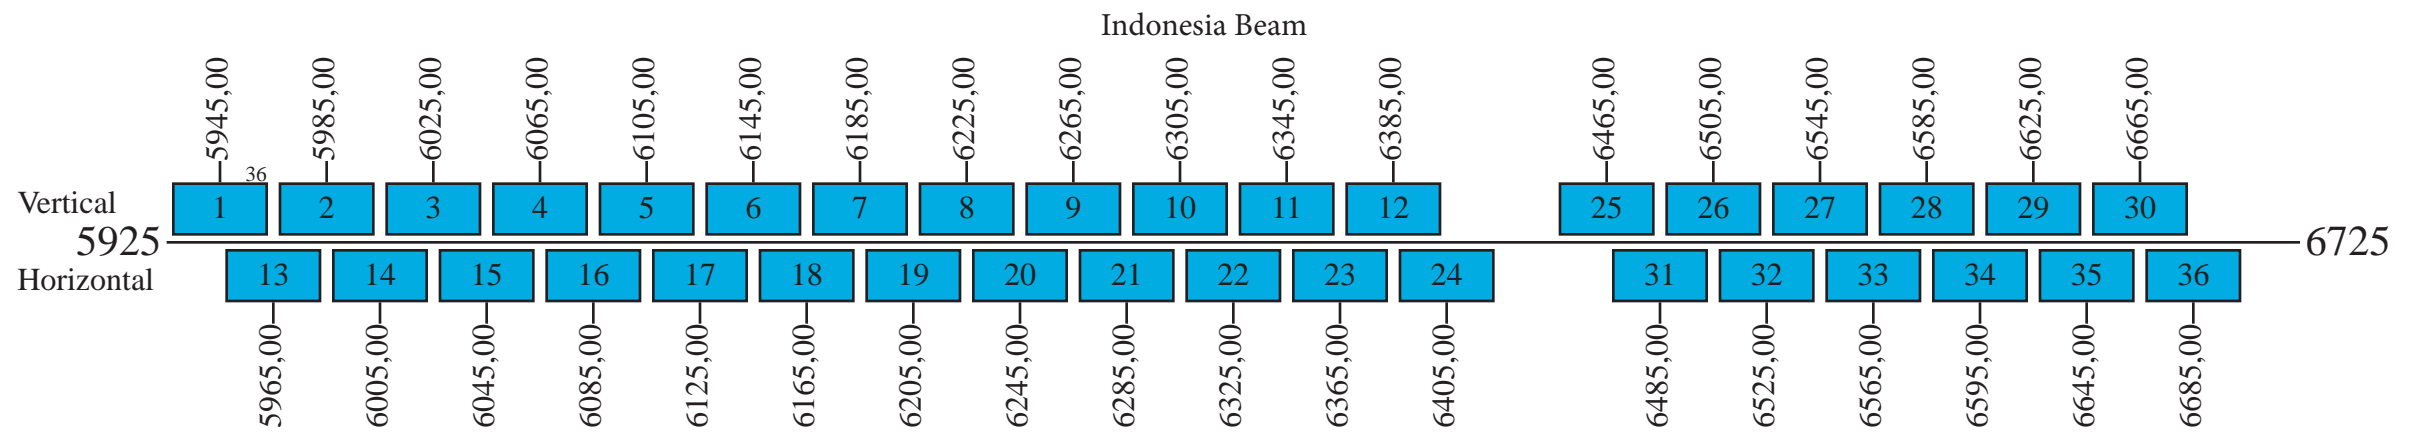 Indonesia Beam
5945,00 5985,00 6025,00 6065,00 6105,00 6145,00 6185,00 6225,00 6265,00 6305,00 6345,00 6385,00 6465,00 6505,00 6545,00 6585,00 6625,00 6665,00
36
Vertical 1 2 3 4 5 6 7 8 9 10 11 12 25 26 27 28 29 30
5925 6725
Horizontal 13 14 15 16 17 18 19 20 21 22 23 24 31 32 33 34 35 36
5965,00 6005,00 6045,00 6085,00 6125,00 6165,00 6205,00 6245,00 6285,00 6325,00 6365,00 6405,00 6485,00 6525,00 6565,00 6595,00 6645,00 6685,00